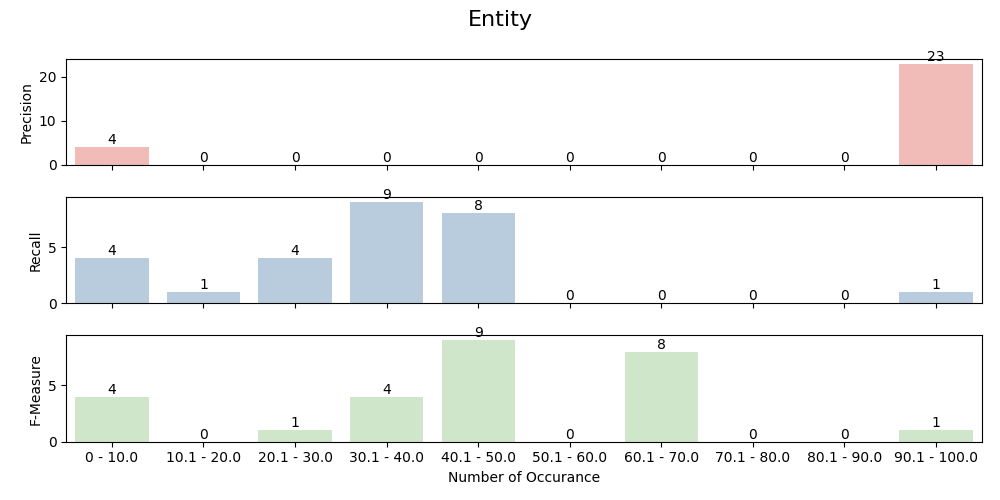 Entity
Precision
20
10
0
4 0 0 0 0 0 0 0 0 23
Recall
5
0
4 1 4 9 8 0 0 0 0 1
F-Measure
5
0
4 0 1 4 9 0 8 0 0 1
0 - 10.0 10.1 - 20.0 20.1 - 30.0 30.1 - 40.0 40.1 - 50.0 50.1 - 60.0 60.1 - 70.0 70.1 - 80.0 80.1 - 90.0 90.1 - 100.0
Number of Occurance